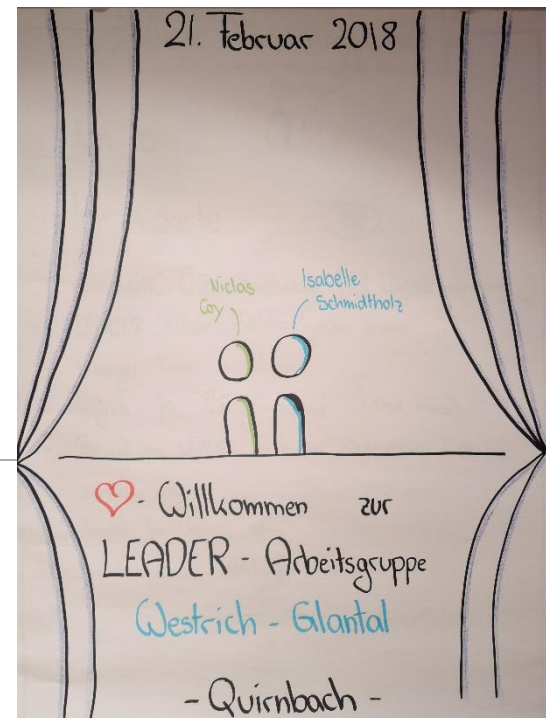 21. Februar 2018
Niclas
Coy
Isabelle
Schmidtholz
- Willkommen zur
LEADER - Arbeitsgruppe
Westrich - Glantal
- Quirnbach -